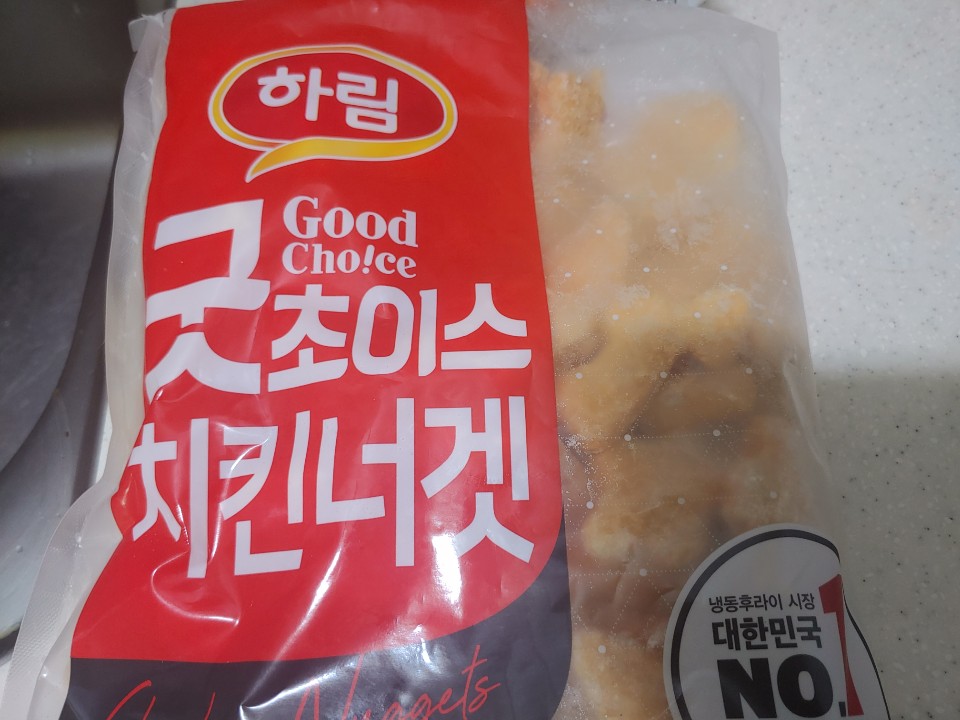 하림
Good
Cho!ce
굿초이스
치킨너겟
Nuggets
냉동후라이 시장
대한민국
NO.1